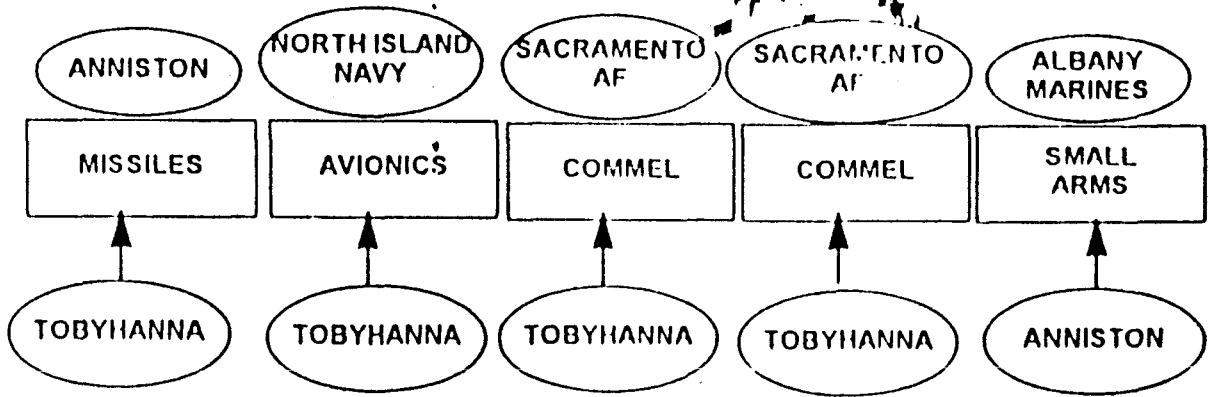 ANNISTON
NORTH ISLAND
NAVY
SACRAMENTO
AF
SACRAMENTO
AF
ALBANY
MARINES
MISSILES
AVIONICS
COMMEL
COMMEL
SMALL
ARMS
TOBYHANNA
TOBYHANNA
TOBYHANNA
TOBYHANNA
ANNISTON